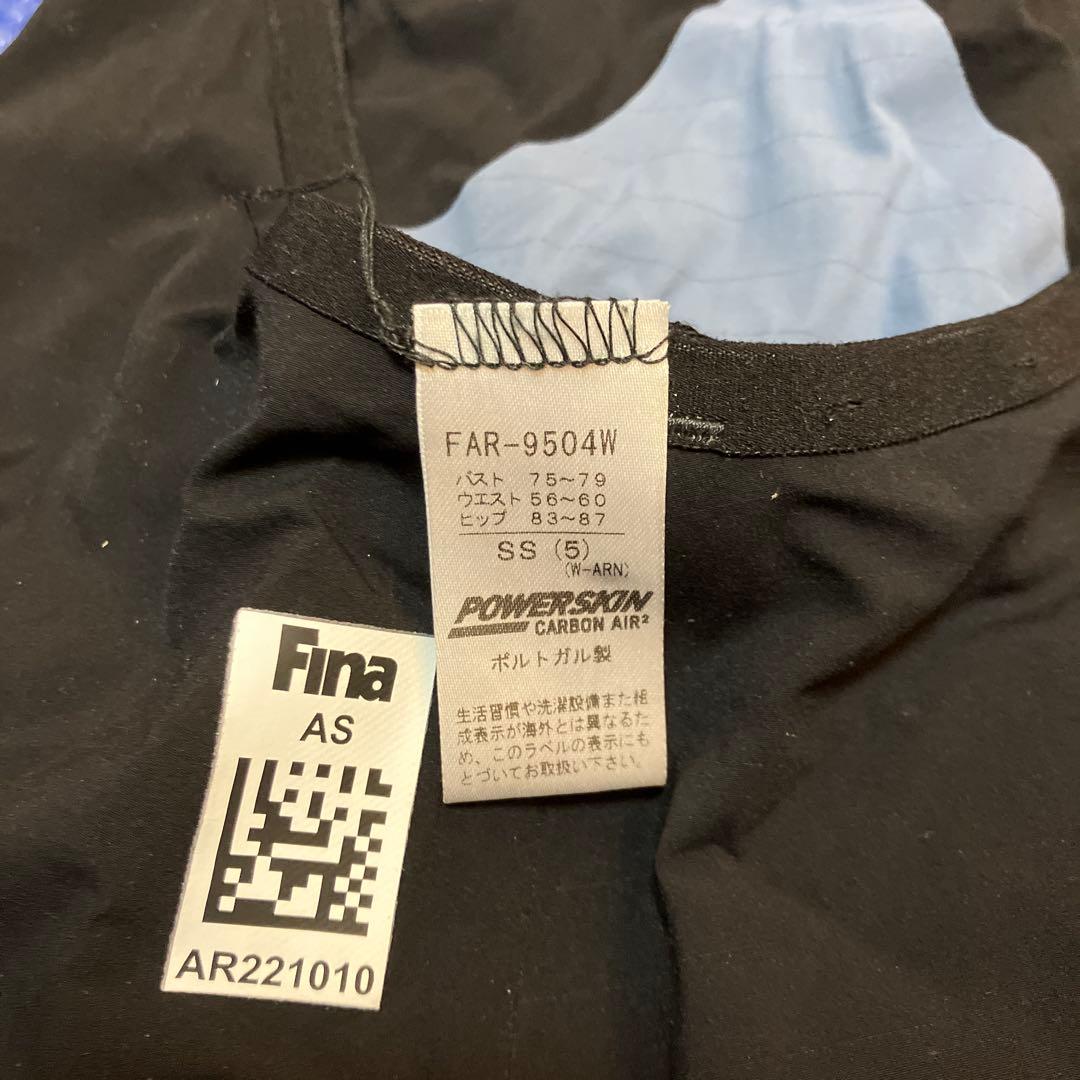 FAR-9504W
バスト 75~79
ウエスト 56~60
ヒップ 83~87
SS (5)
(W-ARN)
POWERSKIN
CARBON AIR²
ポルトガル製
生活習慣や洗濯設備また組
成表示が海外とは異なるた
め、このラベルの表示にも
とづいてお取扱い下さい。
Fina
AS
AR221010